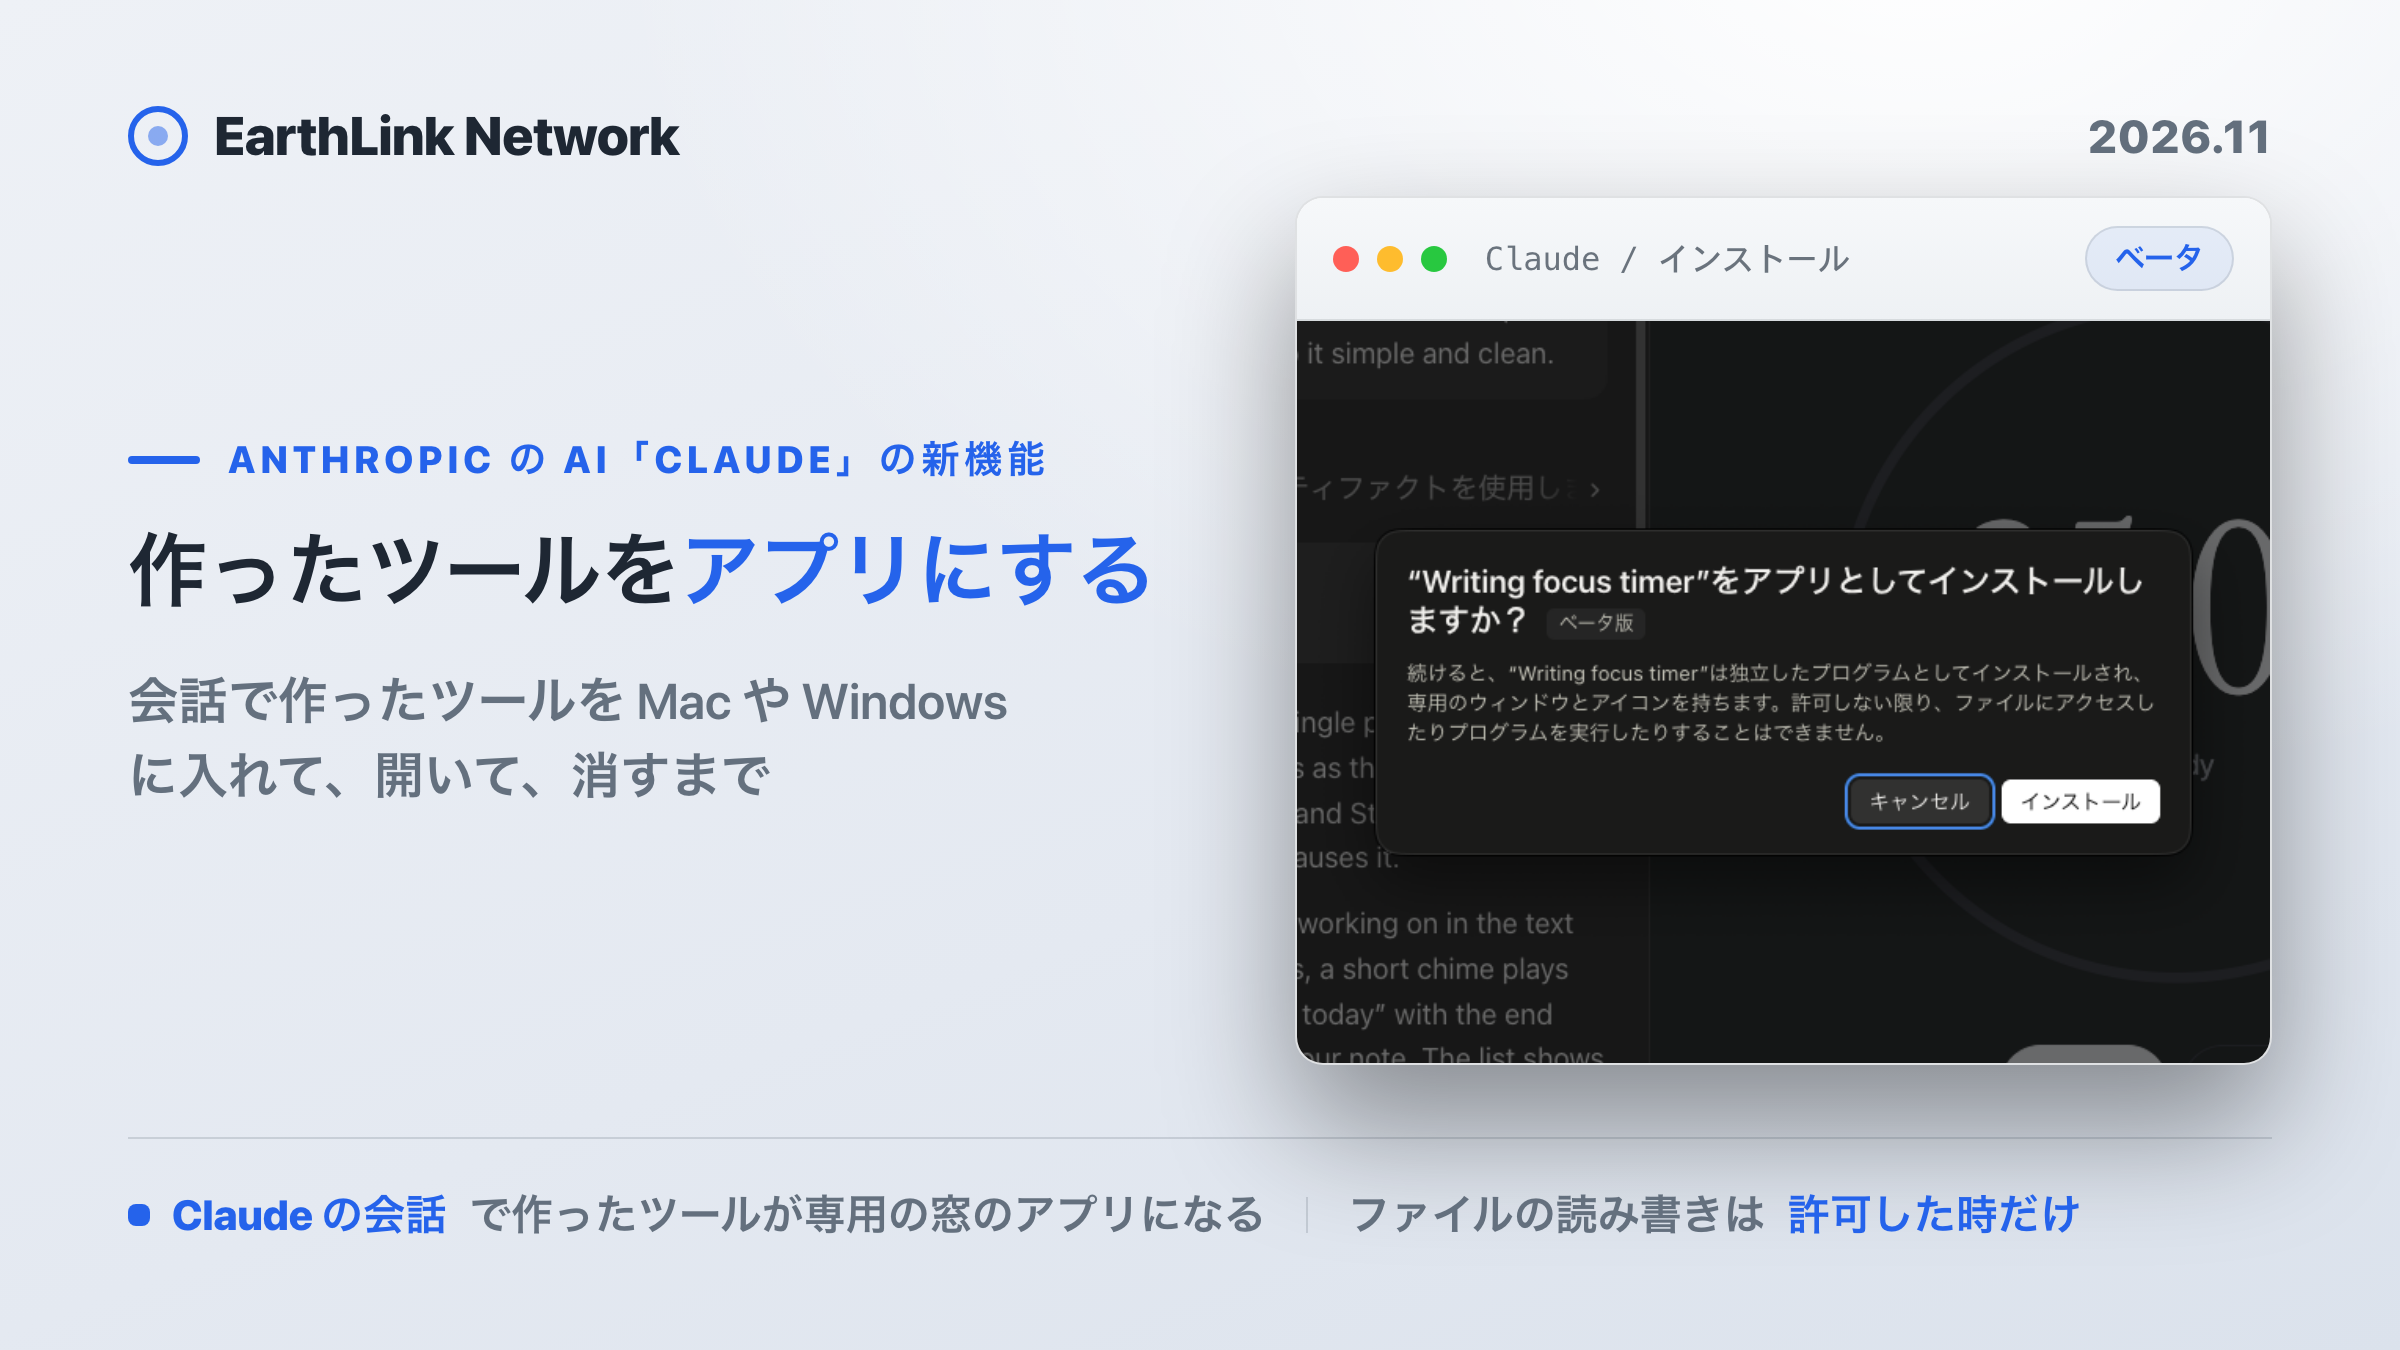 EarthLink Network
2026.11
ANTHROPIC の AI「CLAUDE」の新機能
作ったツールをアプリにする
会話で作ったツールを Mac や Windows
に入れて、開いて、消すまで
Claude / インストール
ベータ
it simple and clean.
ティファクトを使用し
“Writing focus timer”をアプリとしてインストールし
ますか？ ベータ版
続けると、“Writing focus timer”は独立したプログラムとしてインストールされ、
専用のウィンドウとアイコンを持ちます。許可しない限り、ファイルにアクセスし
たりプログラムを実行したりすることはできません。
キャンセル インストール
as
and
it.
working on in the text
a short chime plays
today” with the end
note. The list shows
Claude の会話 で作ったツールが専用の窓のアプリになる
ファイルの読み書きは 許可した時だけ